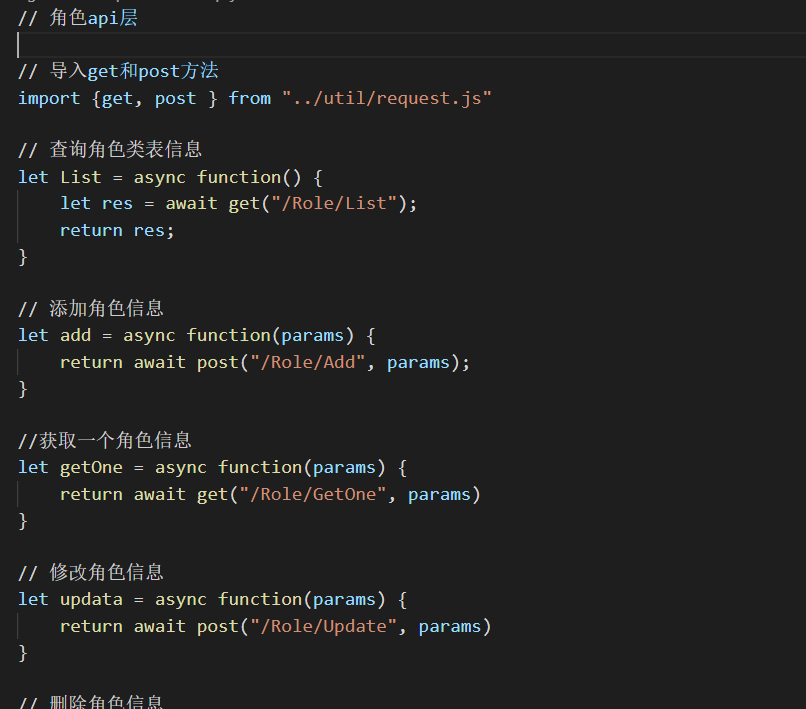 // 角色api层
// 导入get和post方法
import {get, post } from "../util/request.js"
// 查询角色类表信息
let List = async function() {
let res = await get("/Role/List");
return res;
}
// 添加角色信息
let add = async function(params) {
return await post("/Role/Add", params);
}
//获取一个角色信息
let getOne = async function(params) {
return await get("/Role/GetOne", params)
}
// 修改角色信息
let updata = async function(params) {
return await post("/Role/Update", params)
}
// 删除角色信息